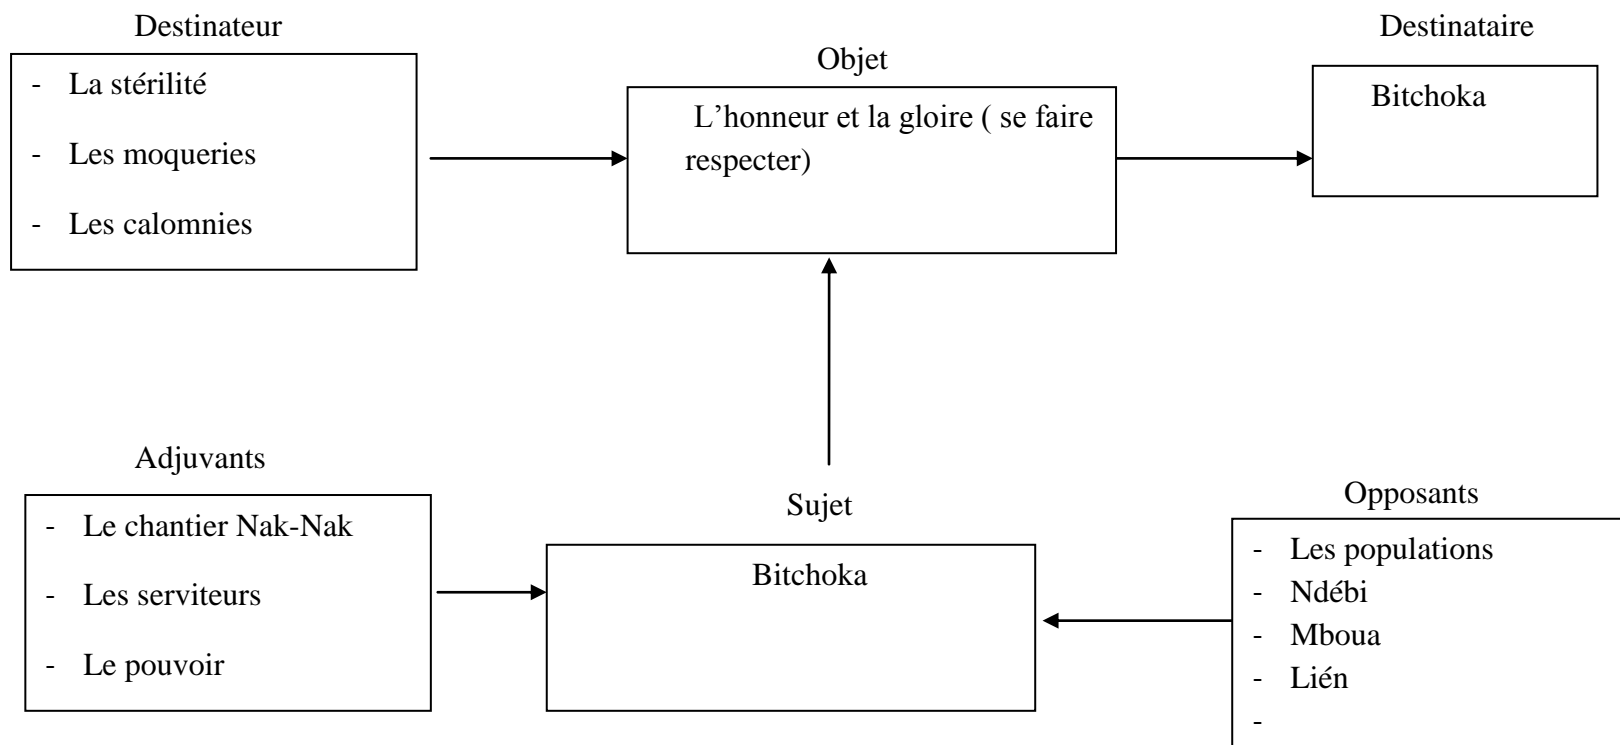 Destinateur
- La stérilité
- Les moqueries
- Les calomnies
Objet
L'honneur et la gloire ( se faire
respecter)
Destinataire
Bitchoka
Adjuvants
- Le chantier Nak-Nak
- Les serviteurs
- Le pouvoir
Sujet
Bitchoka
Opposants
- Les populations
- Ndébi
- Mboua
- Lién
-